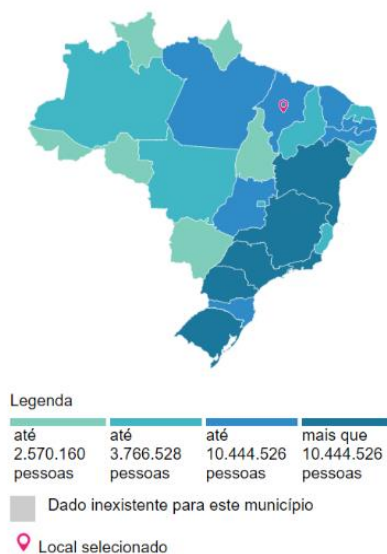 Legenda
até até até mais que
2.570.160 3.766.528 10.444.526 10.444.526
pessoas pessoas pessoas pessoas
Dado inexistente para este município
Local selecionado